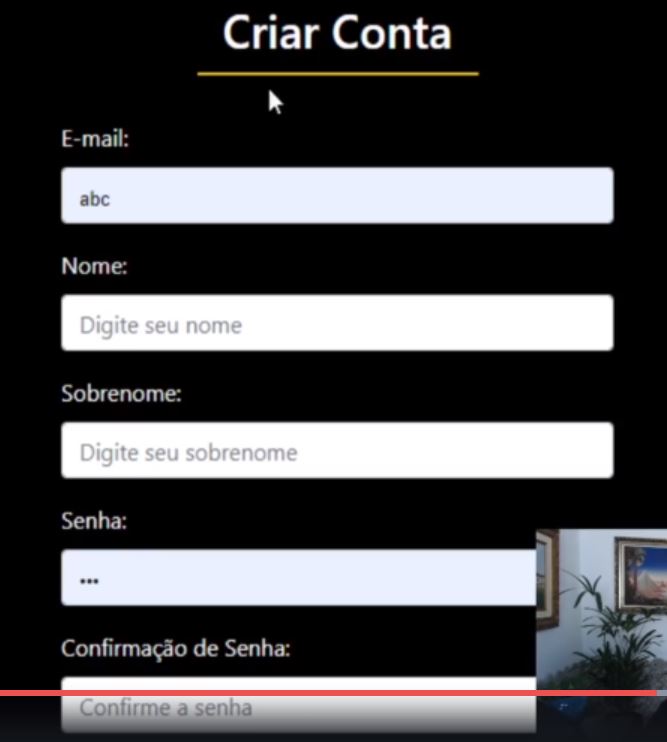 Criar Conta
E-mail:
abc
Nome:
Digite seu nome
Sobrenome:
Digite seu sobrenome
Senha:
•••
Confirmação de Senha:
Confirme a senha